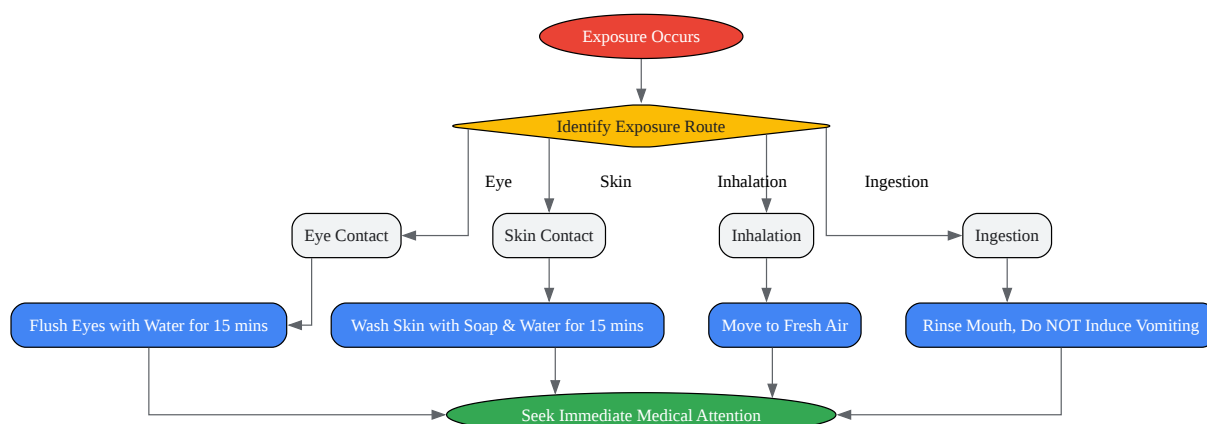 Exposure Occurs
Identify Exposure Route
Eye
Skin
Inhalation
Ingestion
Eye Contact
Skin Contact
Inhalation
Ingestion
Flush Eyes with Water for 15 mins
Wash Skin with Soap & Water for 15 mins
Move to Fresh Air
Rinse Mouth, Do NOT Induce Vomiting
Seek Immediate Medical Attention